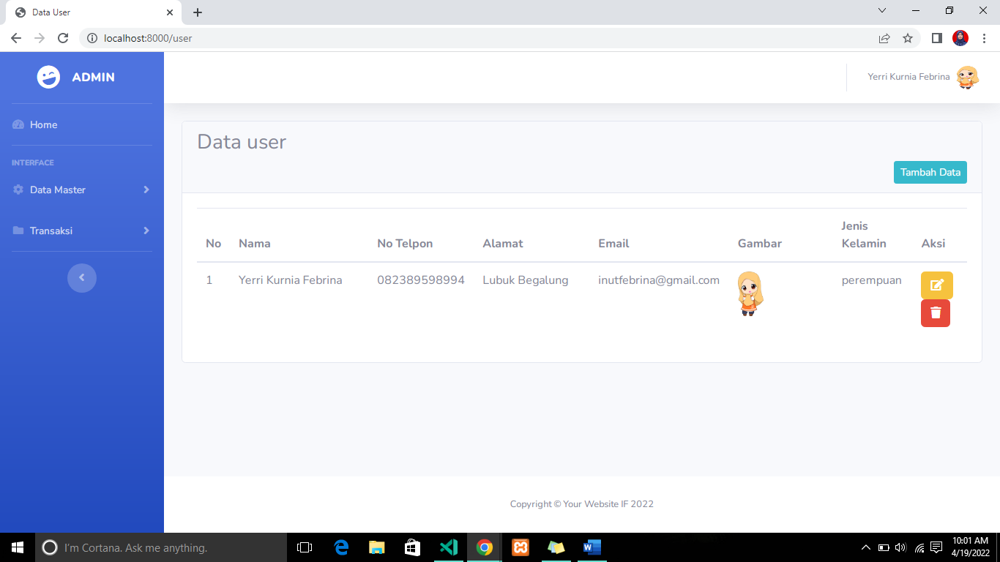 Data User
localhost:8000/user
ADMIN
Yerri Kurnia Febrina
Home
INTERFACE
Data Master
Transaksi
Data user
Tambah Data
No Nama No Telpon Alamat Email Gambar Jenis Kelamin Aksi
1 Yerri Kurnia Febrina 082389598994 Lubuk Begalung inutfebrina@gmail.com perempuan
Copyright © Your Website IF 2022
I'm Cortana. Ask me anything.
10:01 AM
4/19/2022